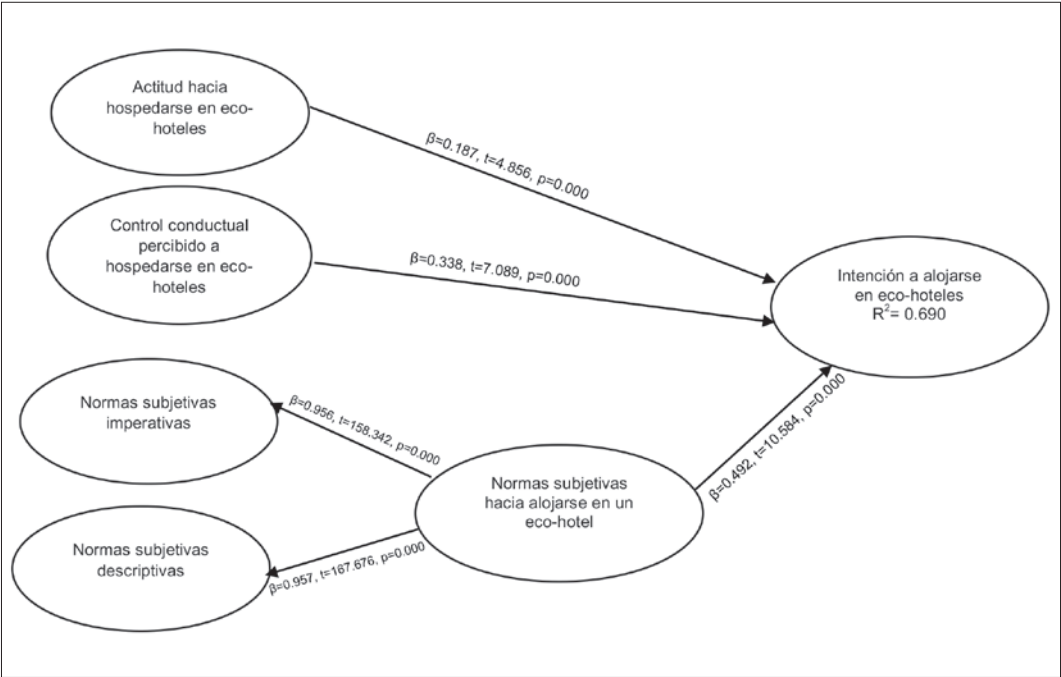 Actitud hacia
hospedarse en eco-
hoteles
β=0.187, t=4.856, p=0.000
Control conductual
percibido a
hospedarse en eco-
hoteles
β=0.338, t=7.089, p=0.000
Intención a alojarse
en eco-hoteles
R²= 0.690
Normas subjetivas
imperativas
β=0.956, t=158.342, p=0.000
β=0.492, t=10.584, p=0.000
Normas subjetivas
hacia alojarse en un
eco-hotel
Normas subjetivas
descriptivas
β=0.957, t=167.676, p=0.000